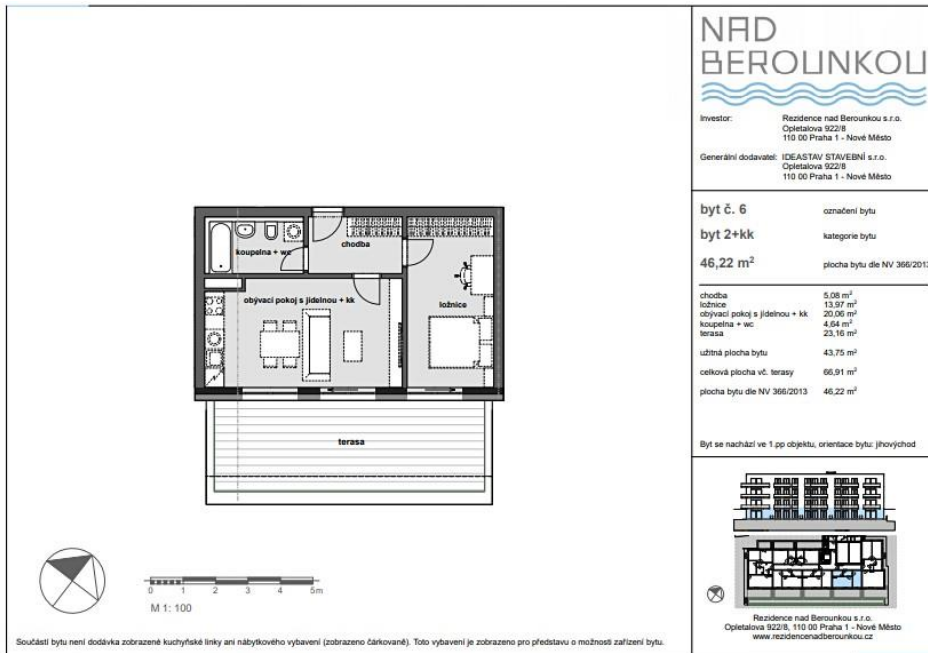 NAD
BEROUNKOU
Investor: Rezidence nad Berounkou s.r.o.
Opletalova 922/8
110 00 Praha 1 - Nové Město
Generální dodavatel: IDEASTAV STAVEBNÍ s.r.o.
Opletalova 922/8
110 00 Praha 1 - Nové Město
byt č. 6 označení bytu
byt 2+kk kategorie bytu
46,22 m² plocha bytu dle NV 366/2013
chodba 5,08 m²
ložnice 13,97 m²
obývací pokoj s jídelnou + kk 20,06 m²
koupelna + wc 4,64 m²
terasa 23,16 m²
užitná plocha bytu 43,75 m²
celková plocha vč. terasy 66,91 m²
plocha bytu dle NV 366/2013 46,22 m²
Byt se nachází ve 1.pp objektu, orientace bytu: jihovýchod
Rezidence nad Berounkou s.r.o.
Opletalova 922/8, 110 00 Praha 1 - Nové Město
www.rezidencenadberounkou.cz
koupelna + wc
chodba
obývací pokoj s jídelnou + kk
ložnice
terasa
0 1 2 3 4 5m
M 1: 100
Součástí bytu není dodávka zobrazené kuchyňské linky ani nábytkového vybavení (zobrazeno čárkovaně). Toto vybavení je zobrazeno pro představu o možnosti zařízení bytu.